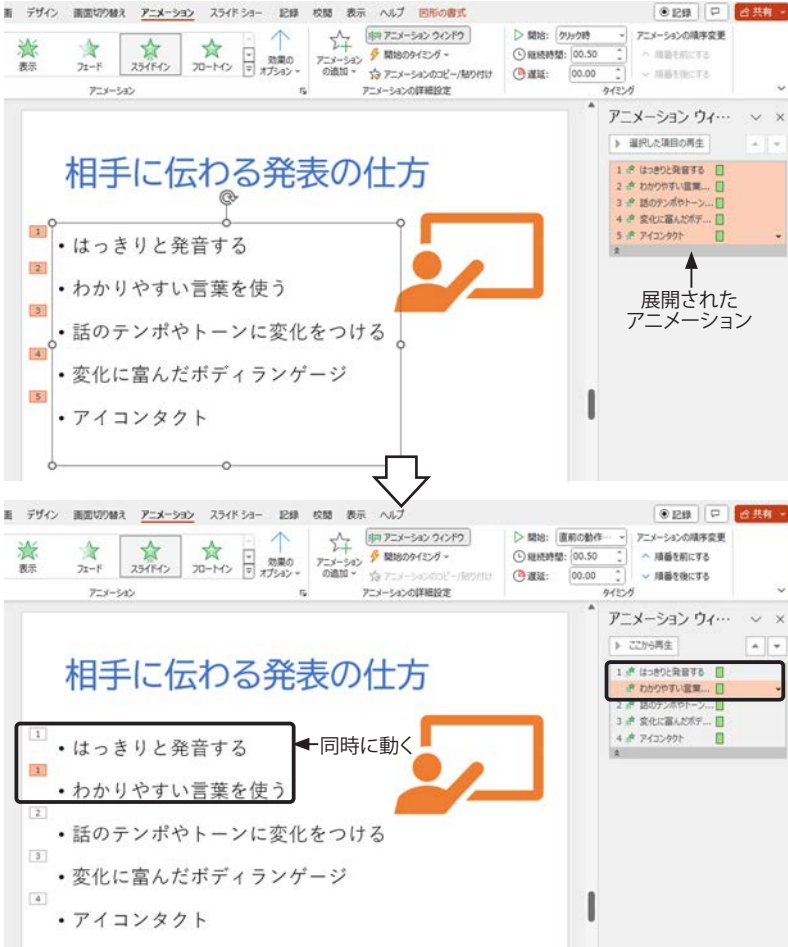 デザイン 画面切り替え アニメーション スライド ショー 記録 校閲 表示 ヘルプ 図形の書式 記録 共有
表示 フェード スライドイン フロートイン 効果のオプション アニメーションの追加 アニメーション ウィンドウ 開始のタイミング アニメーションのコピー/貼り付け
開始: クリック時 継続時間: 00.50 遅延: 00.00 アニメーションの順序変更 順番を前にする 順番を後にする
アニメーション アニメーションの詳細設定 タイミング
アニメーション ウィ…
選択した項目の再生
1 はっきりと発音する
2 わかりやすい言葉…
3 話のテンポやトーン…
4 変化に富んだボデ…
5 アイコンタクト
展開された
アニメーション
相手に伝わる発表の仕方
1
• はっきりと発音する
2
• わかりやすい言葉を使う
3
• 話のテンポやトーンに変化をつける
4
• 変化に富んだボディランゲージ
5
• アイコンタクト
デザイン 画面切り替え アニメーション スライド ショー 記録 校閲 表示 ヘルプ 記録 共有
表示 フェード スライドイン フロートイン 効果のオプション アニメーションの追加 アニメーション ウィンドウ 開始のタイミング アニメーションのコピー/貼り付け
開始: 直前の動作… 継続時間: 00.50 遅延: 00.00 アニメーションの順序変更 順番を前にする 順番を後にする
アニメーション アニメーションの詳細設定 タイミング
アニメーション ウィ…
ここから再生
1 はっきりと発音する
わかりやすい言葉…
2 話のテンポやトーン…
3 変化に富んだボデ…
4 アイコンタクト
相手に伝わる発表の仕方
1
• はっきりと発音する
同時に動く
1
• わかりやすい言葉を使う
2
• 話のテンポやトーンに変化をつける
3
• 変化に富んだボディランゲージ
4
• アイコンタクト